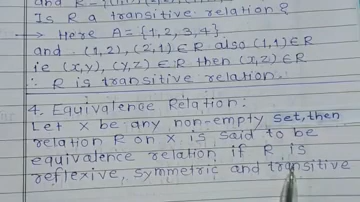 and R =
Is R a transitive relation?
→ Here A = {1, 2, 3, 4}
and (1,2), (2,1) ∈ R also (1,1) ∈ R
ie (x,y), (y,z) ∈ R then (x,z) ∈ R
∴ R is transitive relation.
4. Equivalence Relation:
Let x be any non-empty set, then
relation R on x is said to be
equivalence relation if R is
reflexive, symmetric and transitive